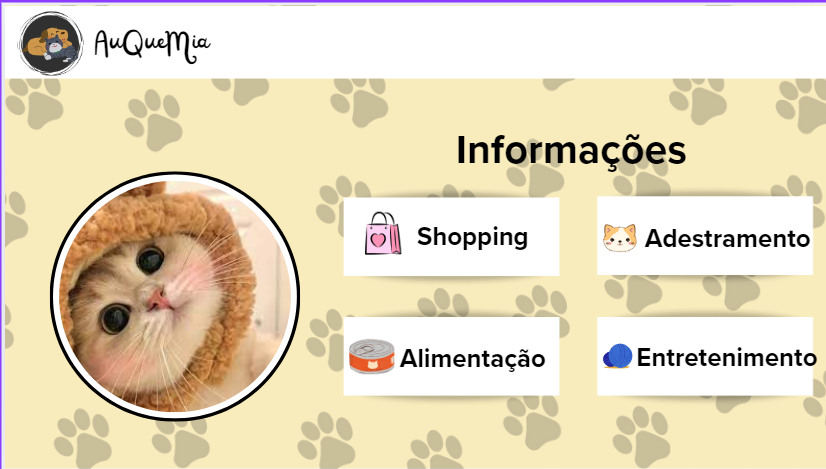 AuQueMia
Informações
Shopping
Adestramento
Alimentação
Entretenimento